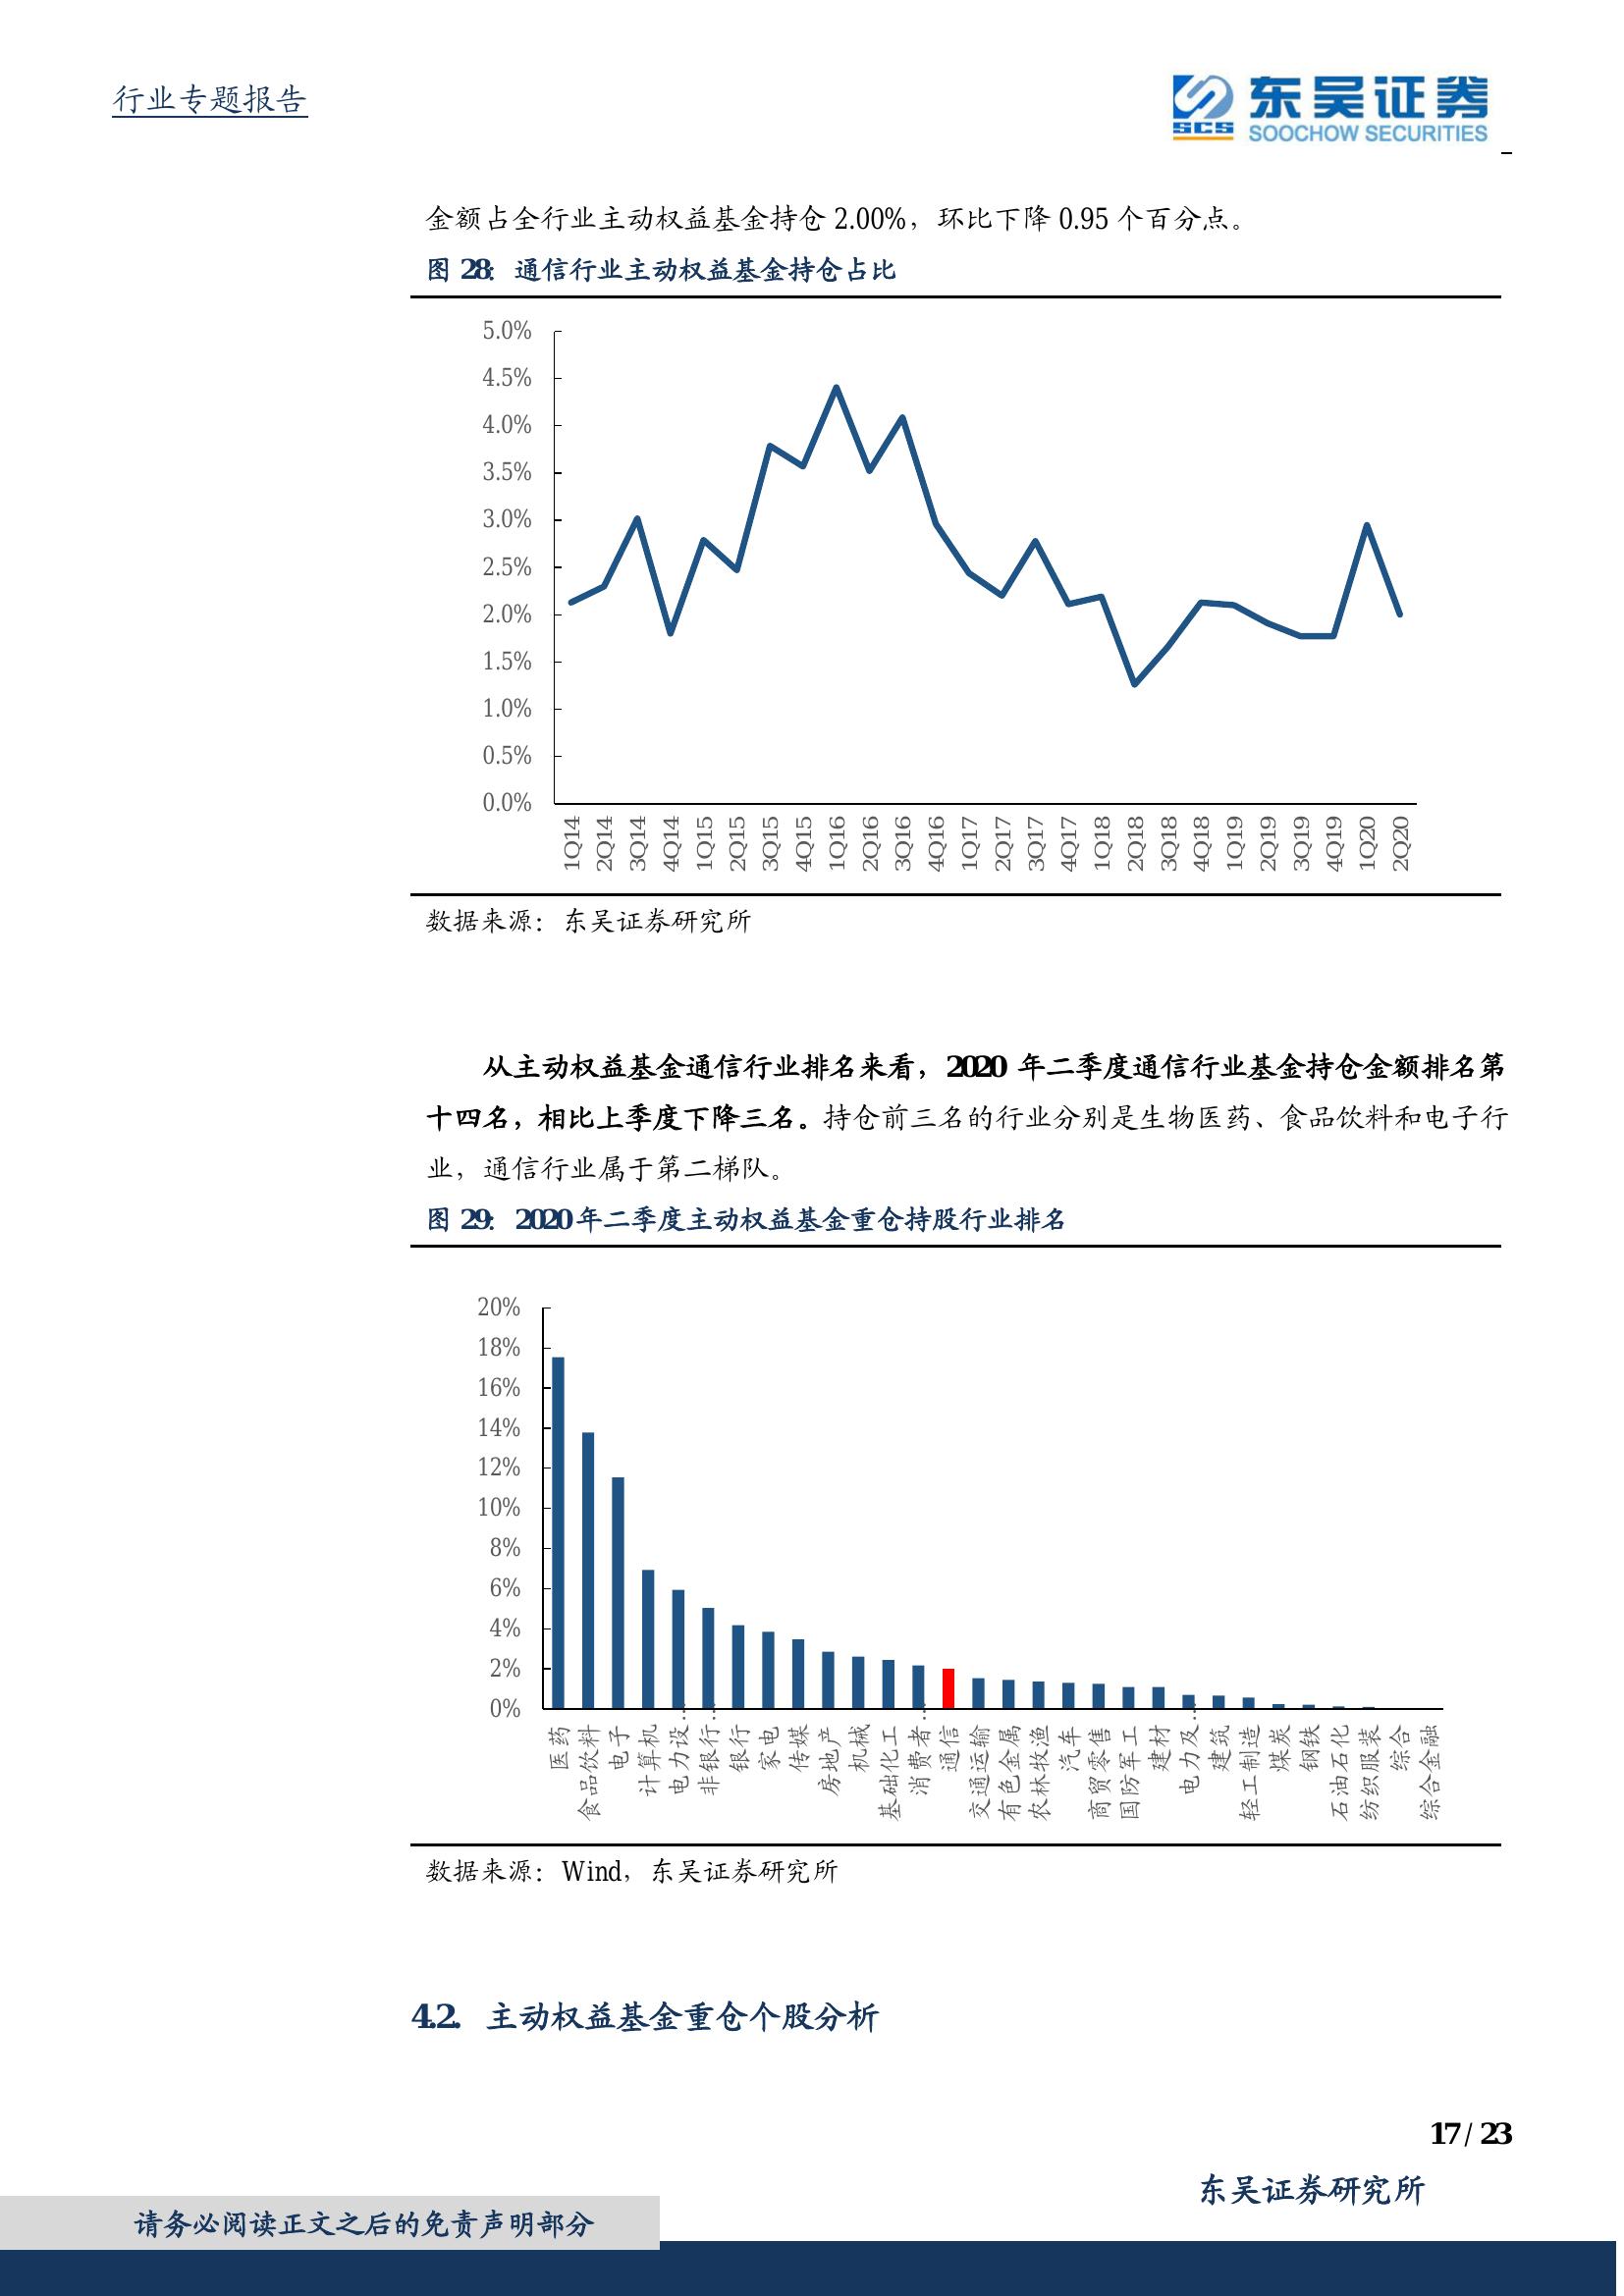 行业专题报告
东吴证券
SCS
SOOCHOW SECURITIES
金额占全行业主动权益基金持仓 2.00%，环比下降 0.95 个百分点。
图 28：通信行业主动权益基金持仓占比
5.0%
4.5%
4.0%
3.5%
3.0%
2.5%
2.0%
1.5%
1.0%
0.5%
0.0%
1Q14 2Q14 3Q14 4Q14 1Q15 2Q15 3Q15 4Q15 1Q16 2Q16 3Q16 4Q16 1Q17 2Q17 3Q17 4Q17 1Q18 2Q18 3Q18 4Q18 1Q19 2Q19 3Q19 4Q19 1Q20 2Q20
数据来源：东吴证券研究所
从主动权益基金通信行业排名来看，2020 年二季度通信行业基金持仓金额排名第
十四名，相比上季度下降三名。持仓前三名的行业分别是生物医药、食品饮料和电子行
业，通信行业属于第二梯队。
图 29：2020 年二季度主动权益基金重仓持股行业排名
20%
18%
16%
14%
12%
10%
8%
6%
4%
2%
0%
医药 食品饮料 电子 计算机 电力设… 非银行… 银行 家电 传媒 房地产 机械 基础化工 消费者… 通信 交通运输 有色金属 农林牧渔 汽车 商贸零售 国防军工 建材 电力及… 建筑 轻工制造 煤炭 钢铁 石油石化 纺织服装 综合 综合金融
数据来源：Wind，东吴证券研究所
4.2. 主动权益基金重仓个股分析
17 / 23
东吴证券研究所
请务必阅读正文之后的免责声明部分